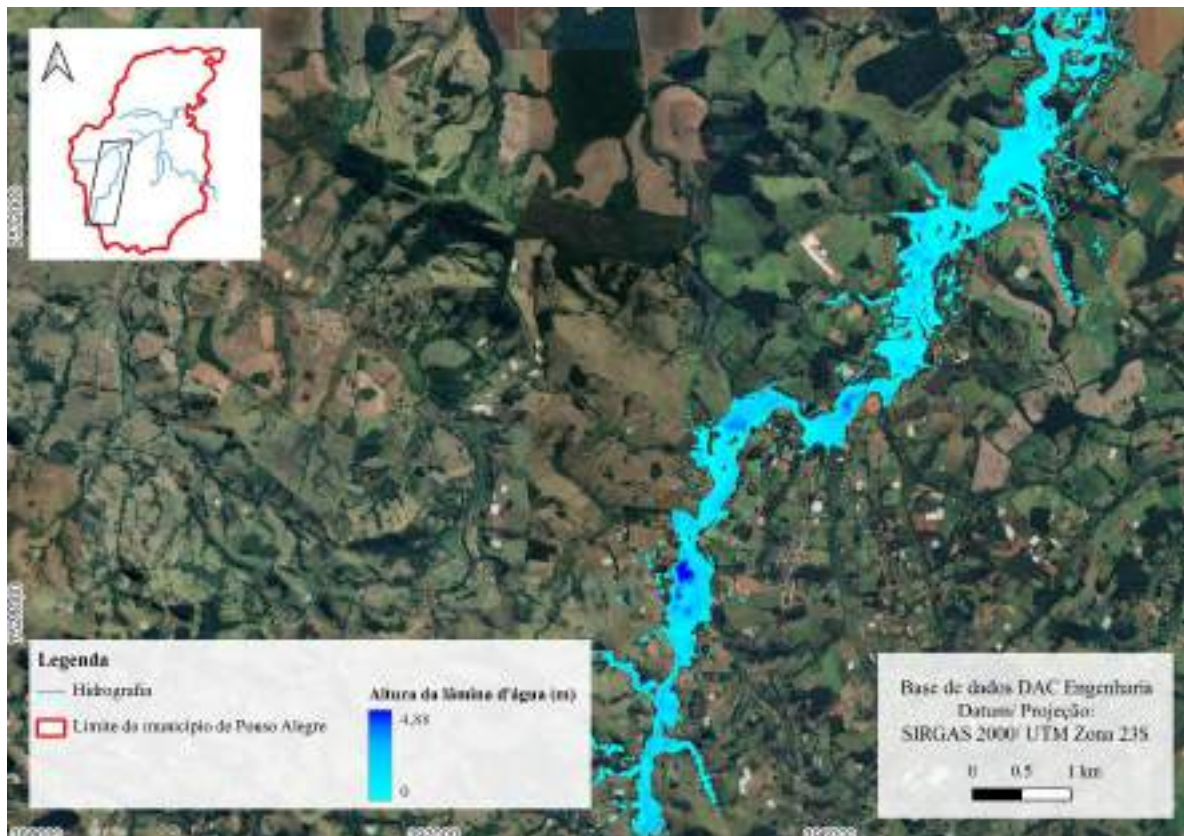 Legenda
Hidrografia
Limite do município de Pouso Alegre
Altura da lâmina d'água (m)
4,88
0
Base de dados DAC Engenharia
Datum/ Projeção:
SIRGAS 2000/ UTM Zona 23S
0 0.5 1 km